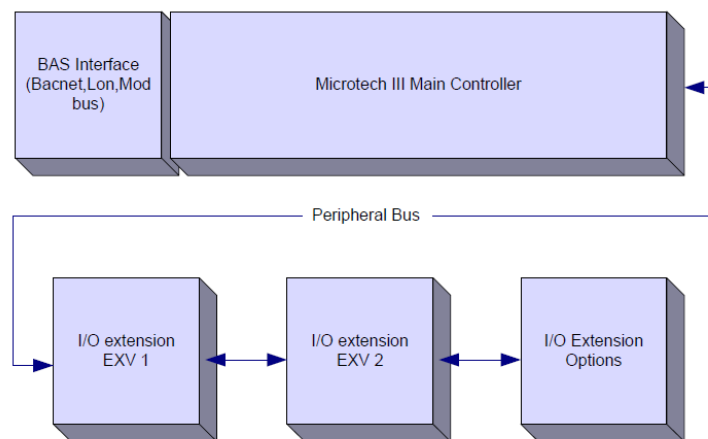 BAS Interface
(Bacnet,Lon,Mod
bus)
Microtech III Main Controller
Peripheral Bus
I/O extension
EXV 1
I/O extension
EXV 2
I/O Extension
Options